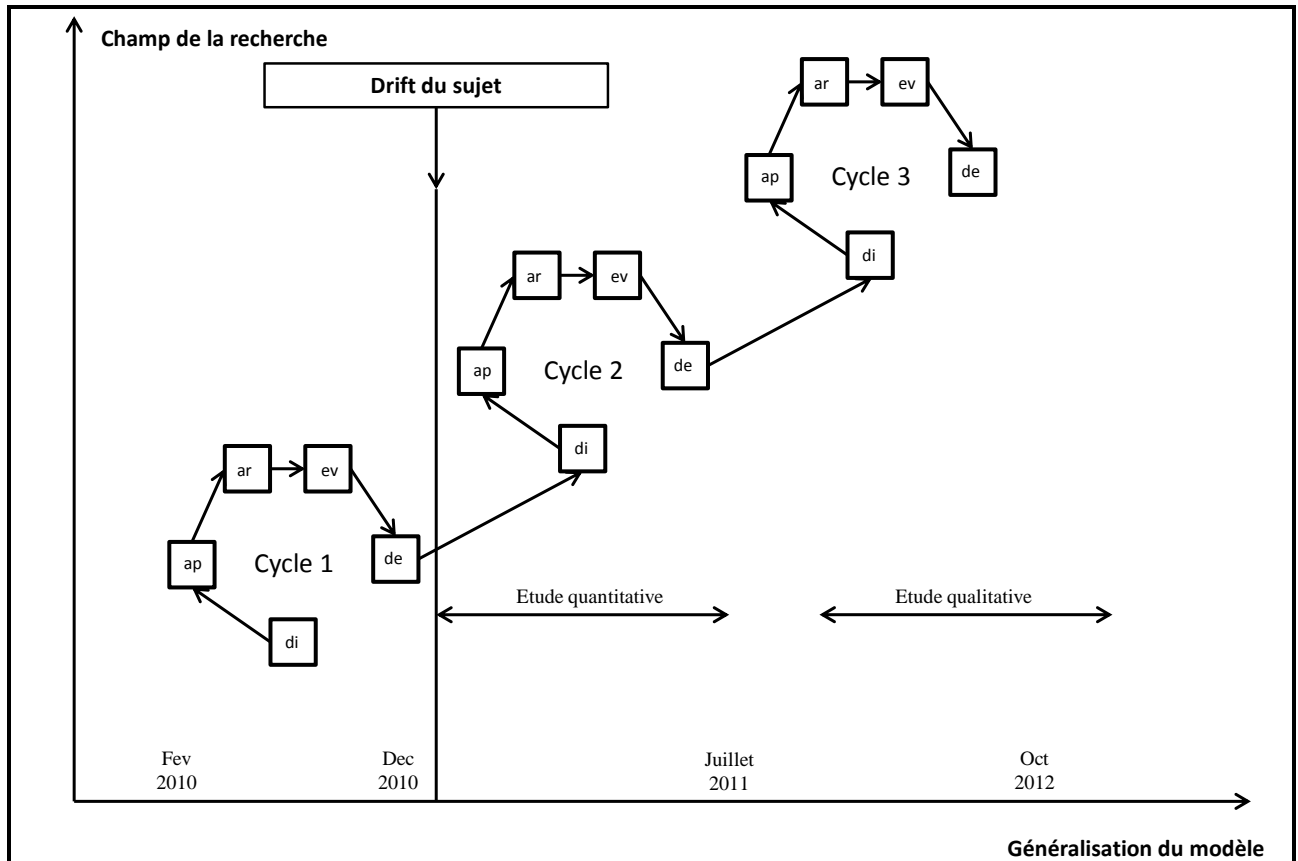 Champ de la recherche
Drift du sujet
ar
ev
ap
Cycle 3
de
di
ar
ev
ap
Cycle 2
de
di
ar
ev
ap
Cycle 1
de
di
Etude quantitative
Etude qualitative
Fev
2010
Dec
2010
Juillet
2011
Oct
2012
Généralisation du modèle